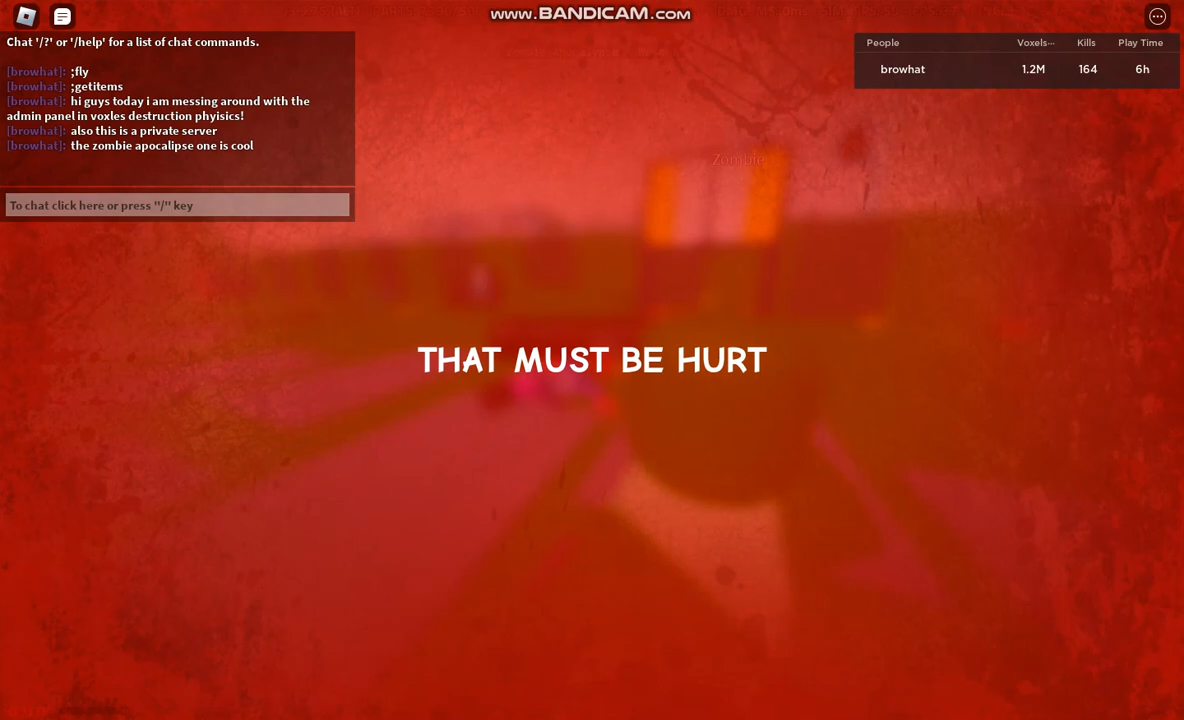 www.BANDICAM.com
Chat '/?' or '/help' for a list of chat commands.
[browhat]: ;fly
[browhat]: ;getitems
[browhat]: hi guys today i am messing around with the
admin panel in voxles destruction phyisics!
[browhat]: also this is a private server
[browhat]: the zombie apocalipse one is cool
To chat click here or press "/" key
People Voxels··· Kills Play Time
browhat 1.2M 164 6h
Zombie
THAT MUST BE HURT